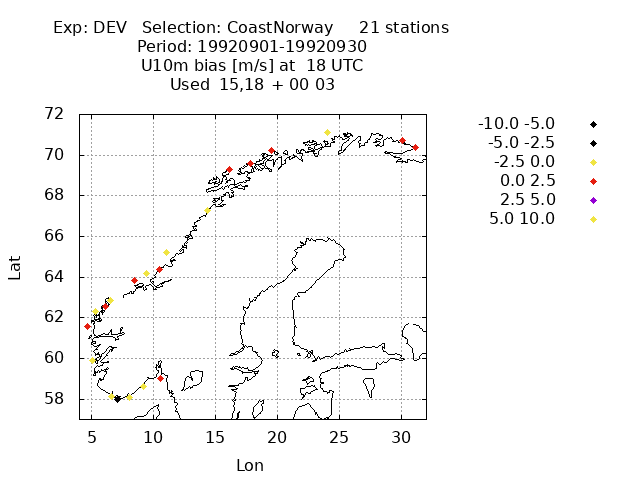 Exp: DEV Selection: CoastNorway 21 stations
Period: 19920901-19920930
U10m bias [m/s] at 18 UTC
Used 15,18 + 00 03
-10.0 -5.0
-5.0 -2.5
-2.5 0.0
0.0 2.5
2.5 5.0
5.0 10.0
72
70
68
66
64
62
60
58
Lat
5 10 15 20 25 30
Lon